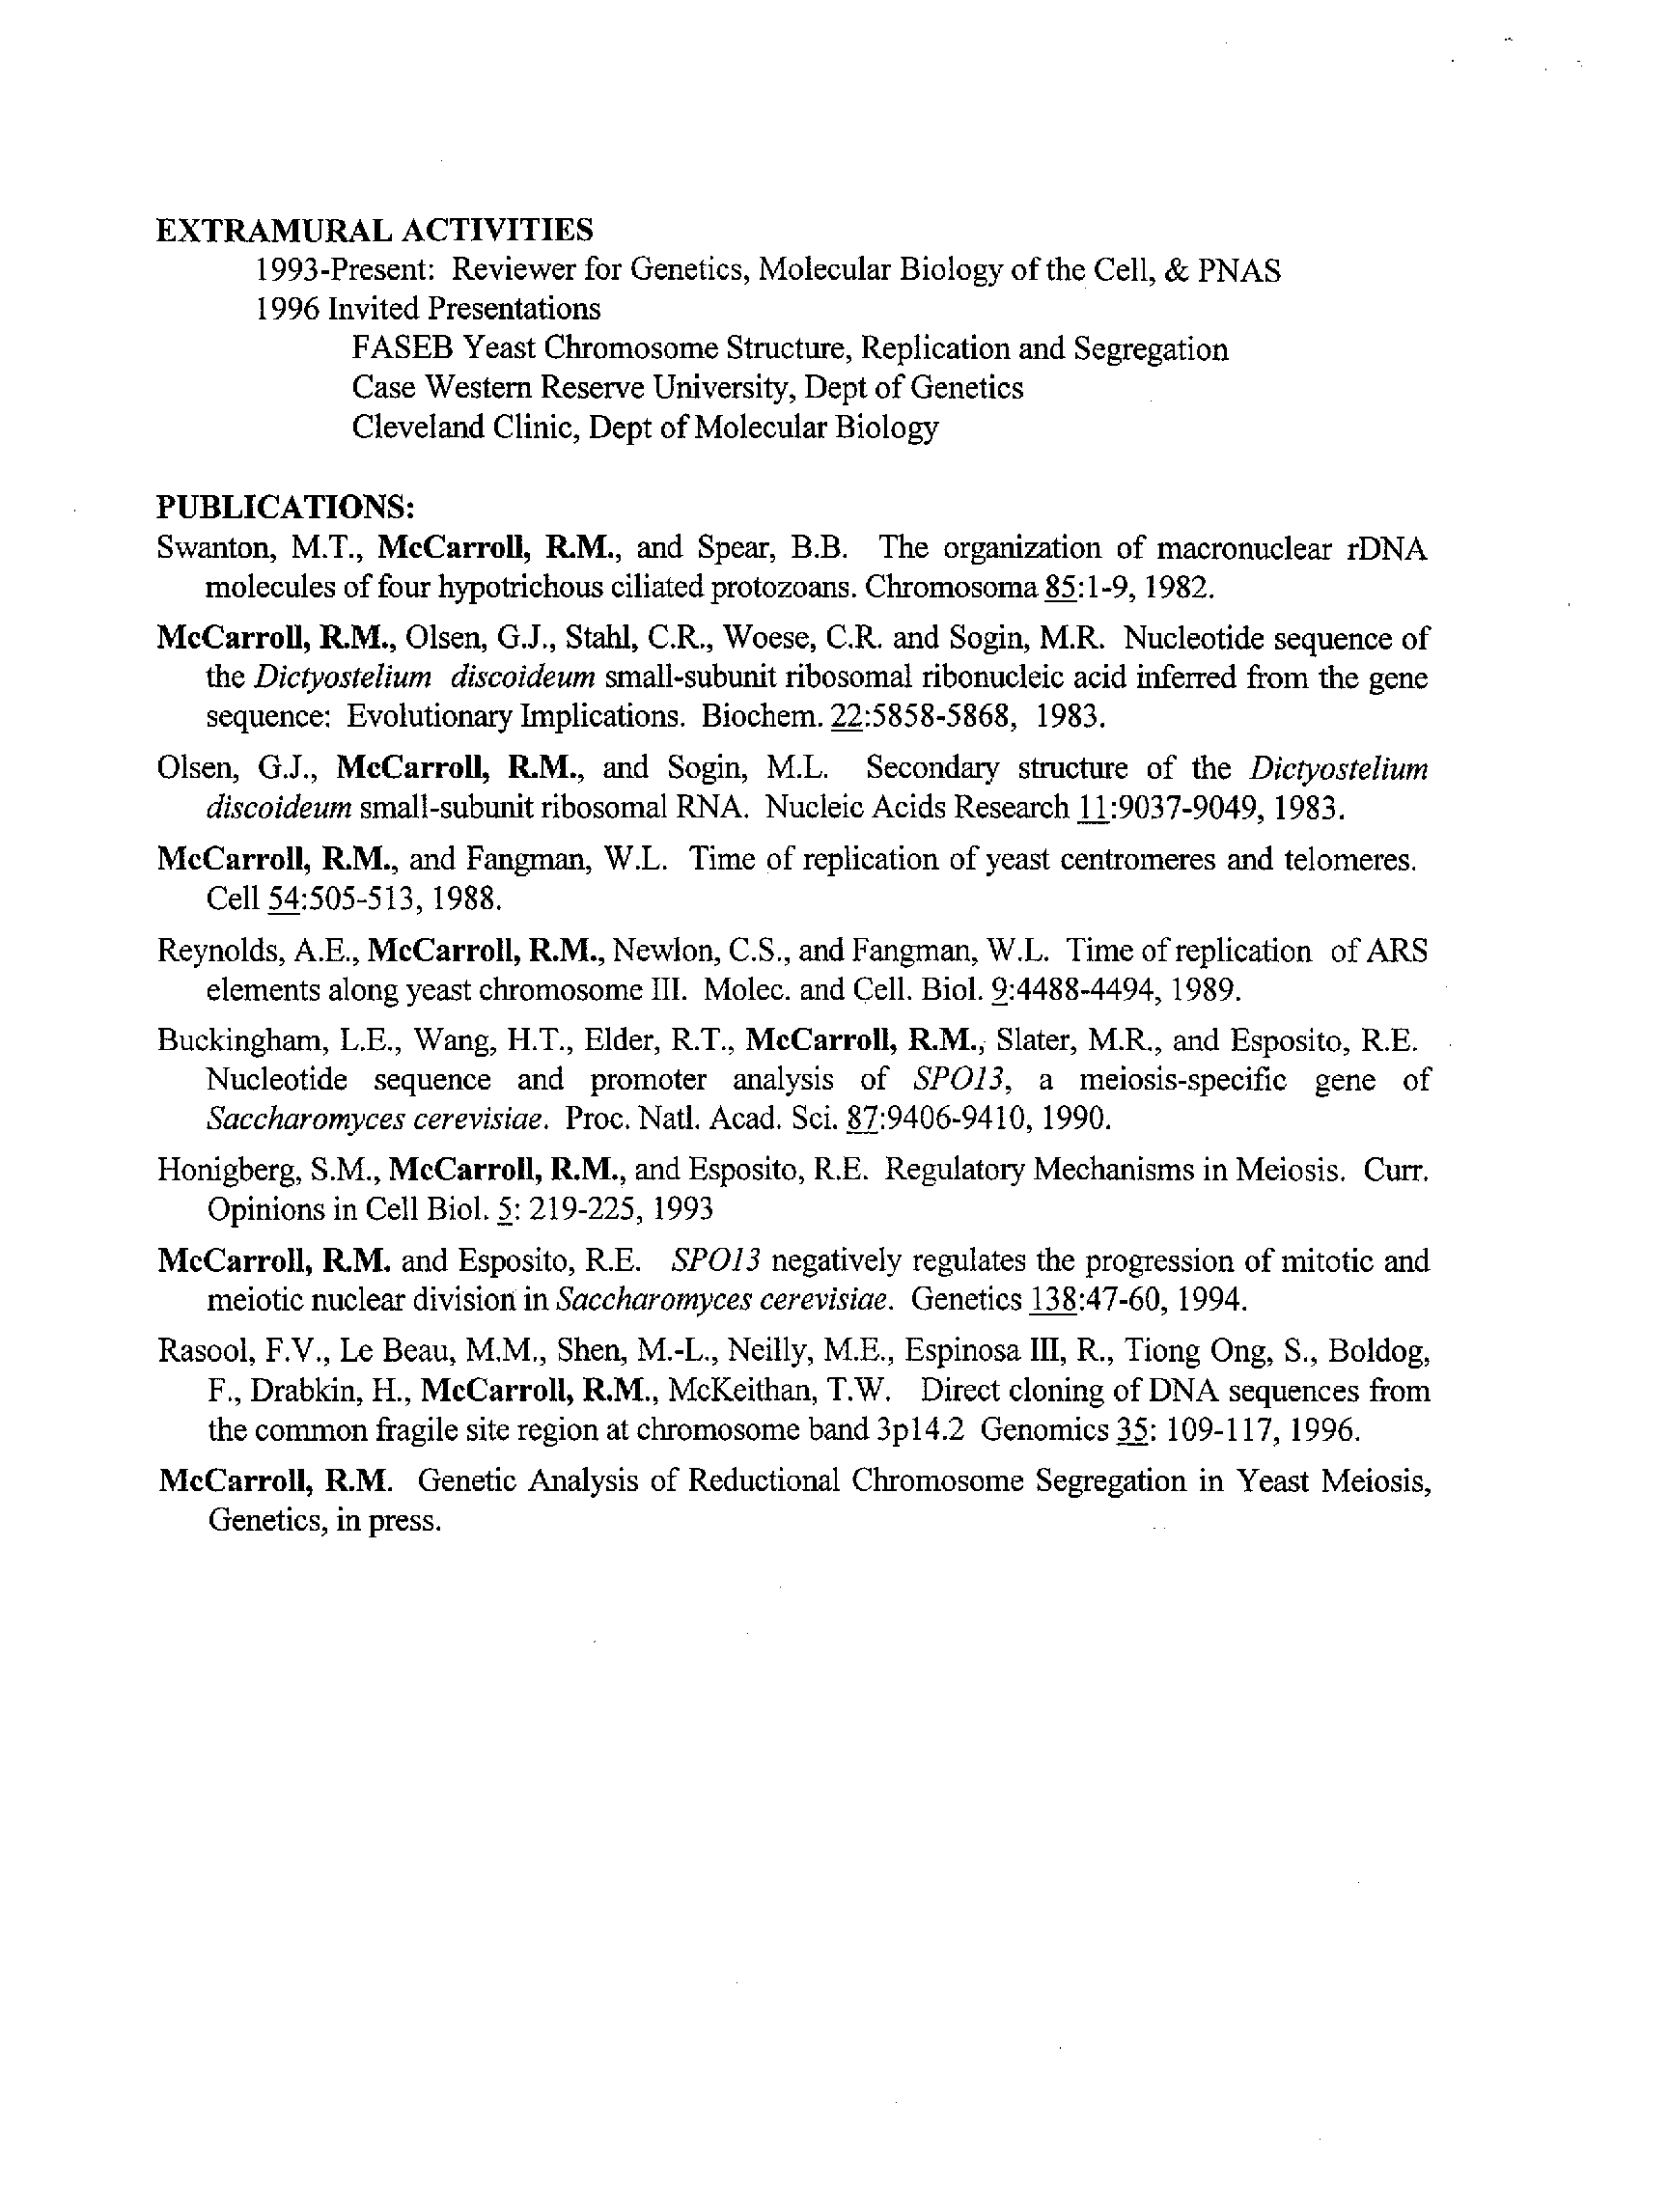 EXTRAMURAL ACTIVITIES
1993-Present: Reviewer for Genetics, Molecular Biology of the Cell, & PNAS
1996 Invited Presentations
FASEB Yeast Chromosome Structure, Replication and Segregation
Case Western Reserve University, Dept of Genetics
Cleveland Clinic, Dept of Molecular Biology
PUBLICATIONS:
Swanton, M.T., McCarroll, R.M., and Spear, B.B. The organization of macronuclear rDNA
molecules of four hypotrichous ciliated protozoans. Chromosoma 85:1-9, 1982.
McCarroll, R.M., Olsen, G.J., Stahl, C.R., Woese, C.R. and Sogin, M.R. Nucleotide sequence of
the Dictyostelium discoideum small-subunit ribosomal ribonucleic acid inferred from the gene
sequence: Evolutionary Implications. Biochem. 22:5858-5868, 1983.
Olsen, G.J., McCarroll, R.M., and Sogin, M.L. Secondary structure of the Dictyostelium
discoideum small-subunit ribosomal RNA. Nucleic Acids Research 11:9037-9049, 1983.
McCarroll, R.M., and Fangman, W.L. Time of replication of yeast centromeres and telomeres.
Cell 54:505-513, 1988.
Reynolds, A.E., McCarroll, R.M., Newlon, C.S., and Fangman, W.L. Time of replication of ARS
elements along yeast chromosome III. Molec. and Cell. Biol. 9:4488-4494, 1989.
Buckingham, L.E., Wang, H.T., Elder, R.T., McCarroll, R.M., Slater, M.R., and Esposito, R.E.
Nucleotide sequence and promoter analysis of SPO13, a meiosis-specific gene of
Saccharomyces cerevisiae. Proc. Natl. Acad. Sci. 87:9406-9410, 1990.
Honigberg, S.M., McCarroll, R.M., and Esposito, R.E. Regulatory Mechanisms in Meiosis. Curr.
Opinions in Cell Biol. 5: 219-225, 1993
McCarroll, R.M. and Esposito, R.E. SPO13 negatively regulates the progression of mitotic and
meiotic nuclear division in Saccharomyces cerevisiae. Genetics 138:47-60, 1994.
Rasool, F.V., Le Beau, M.M., Shen, M.-L., Neilly, M.E., Espinosa III, R., Tiong Ong, S., Boldog,
F., Drabkin, H., McCarroll, R.M., McKeithan, T.W. Direct cloning of DNA sequences from
the common fragile site region at chromosome band 3p14.2 Genomics 35: 109-117, 1996.
McCarroll, R.M. Genetic Analysis of Reductional Chromosome Segregation in Yeast Meiosis,
Genetics, in press.